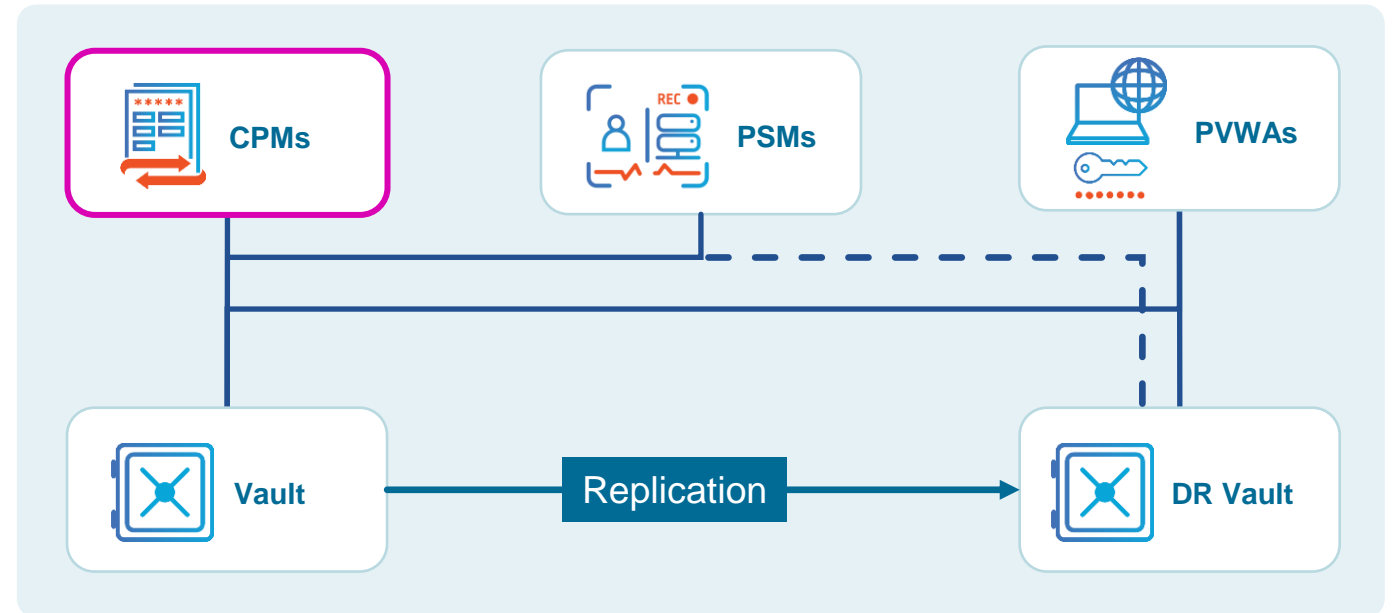 *****
CPMs
REC
PSMs
PVWAs
Vault
Replication
DR Vault